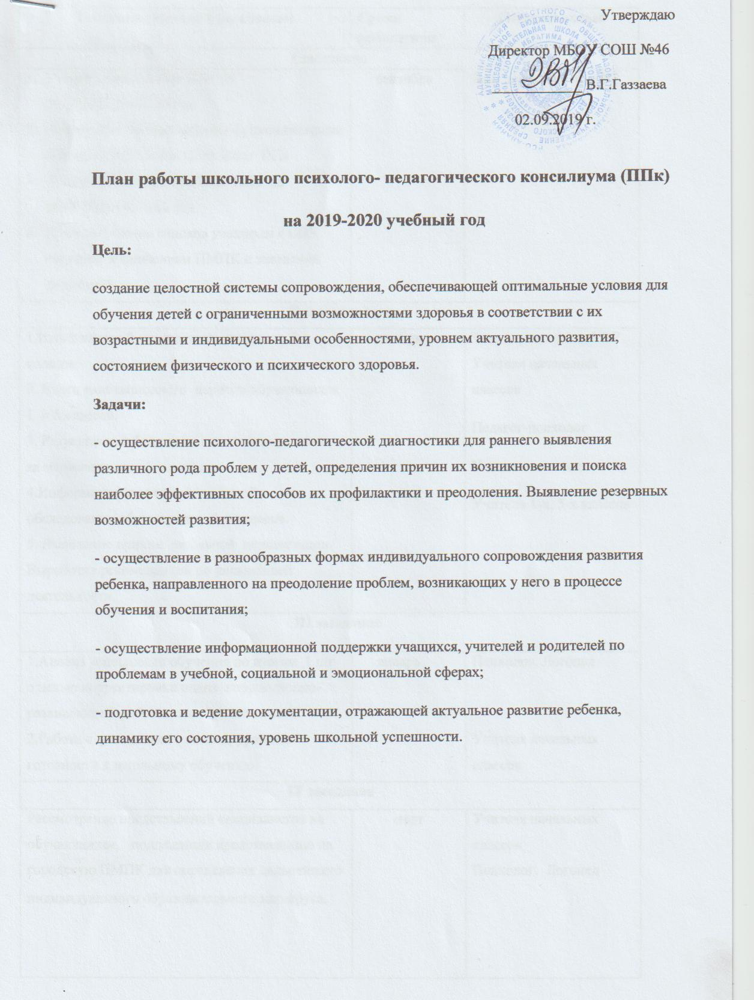 Утверждаю
Директор МБОУ СОШ №46
В.Г.Газзаева
02.09.2019 г.
План работы школьного психолого- педагогического консилиума (ППк)
на 2019-2020 учебный год
Цель:
создание целостной системы сопровождения, обеспечивающей оптимальные условия для
обучения детей с ограниченными возможностями здоровья в соответствии с их
возрастными и индивидуальными особенностями, уровнем актуального развития,
состоянием физического и психического здоровья.
Задачи:
- осуществление психолого-педагогической диагностики для раннего выявления
различного рода проблем у детей, определения причин их возникновения и поиска
наиболее эффективных способов их профилактики и преодоления. Выявление резервных
возможностей развития;
- осуществление в разнообразных формах индивидуального сопровождения развития
ребенка, направленного на преодоление проблем, возникающих у него в процессе
обучения и воспитания;
- осуществление информационной поддержки учащихся, учителей и родителей по
проблемам в учебной, социальной и эмоциональной сферах;
- подготовка и ведение документации, отражающей актуальное развитие ребенка,
динамику его состояния, уровень школьной успешности.